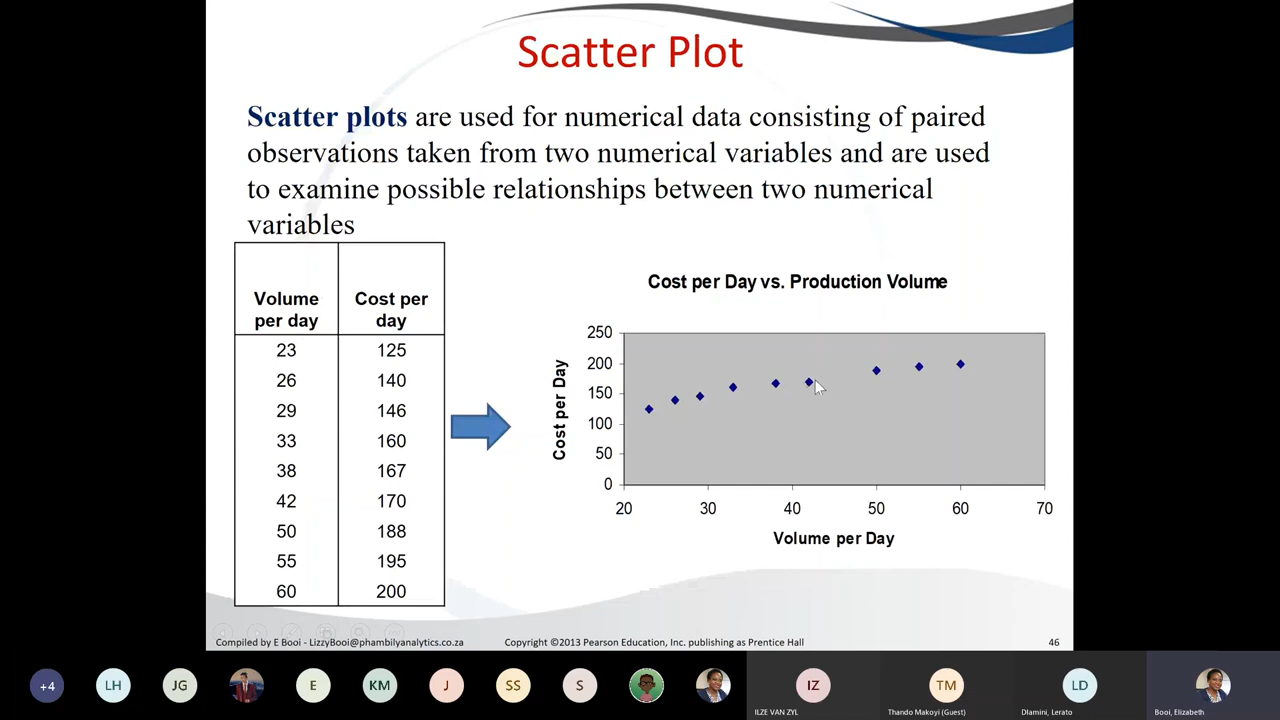 Scatter Plot
Scatter plots are used for numerical data consisting of paired
observations taken from two numerical variables and are used
to examine possible relationships between two numerical
variables
Volume per day Cost per day
23 125
26 140
29 146
33 160
38 167
42 170
50 188
55 195
60 200
Cost per Day vs. Production Volume
250
200
150
100
50
0
Cost per Day
20 30 40 50 60 70
Volume per Day
Compiled by E Booi - LizzyBooi@phambilyanalytics.co.za Copyright ©2013 Pearson Education, Inc. publishing as Prentice Hall 46
+4 LH JG E KM J SS S IZ TM LD
ILZE VAN ZYL Thando Makoyi (Guest) Dlamini, Lerato Booi, Elizabeth